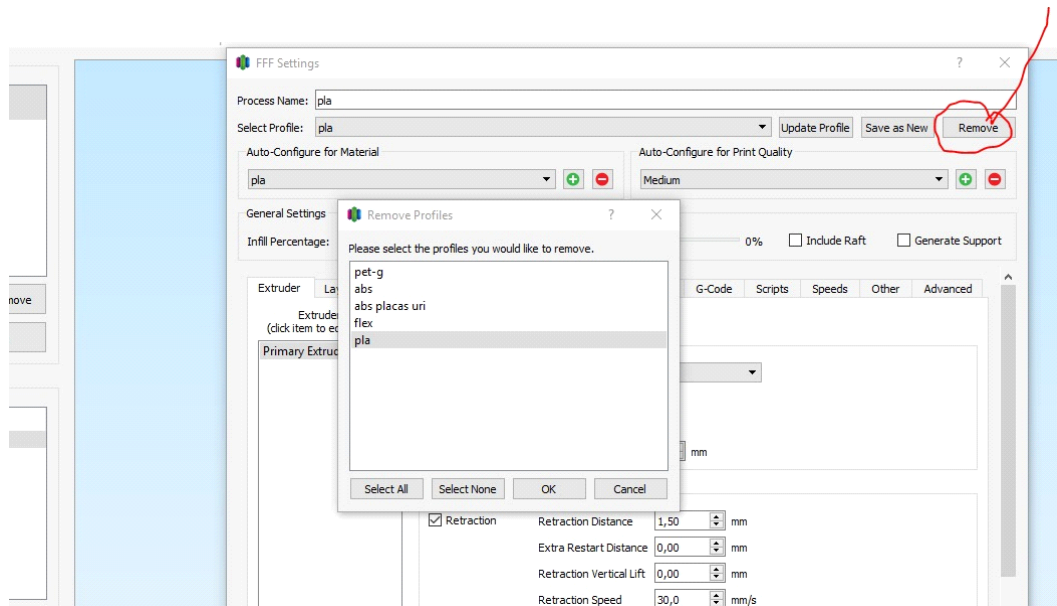 FFF Settings
Process Name: pla
Select Profile: pla Update Profile Save as New Remove
Auto-Configure for Material Auto-Configure for Print Quality
pla Medium
General Settings
Infill Percentage: 0% Include Raft Generate Support
Remove Profiles
Please select the profiles you would like to remove.
pet-g
abs
abs placas uri
flex
pla
Select All Select None OK Cancel
Extruder G-Code Scripts Speeds Other Advanced
(click item to
Primary
mm
Retraction Retraction Distance 1,50 mm
Extra Restart Distance 0,00 mm
Retraction Vertical Lift 0,00 mm
Retraction Speed 30,0 mm/s